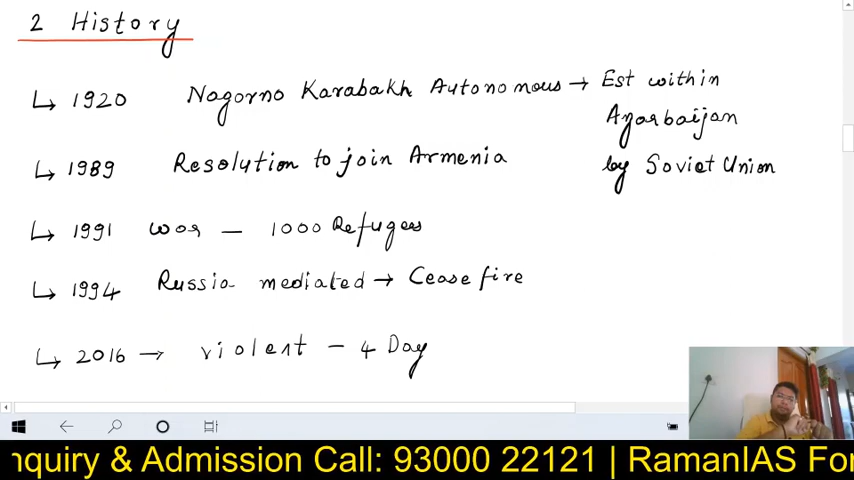 2 History
↳ 1920 Nagorno Karabakh Autonomous → Est within
Azarbaijan
by Soviet Union
↳ 1989 Resolution to join Armenia
↳ 1991 war – 1000 Refugees
↳ 1994 Russia mediated → Cease fire
↳ 2016 → violent – 4 Day
nquiry & Admission Call: 93000 22121 | RamanIAS For